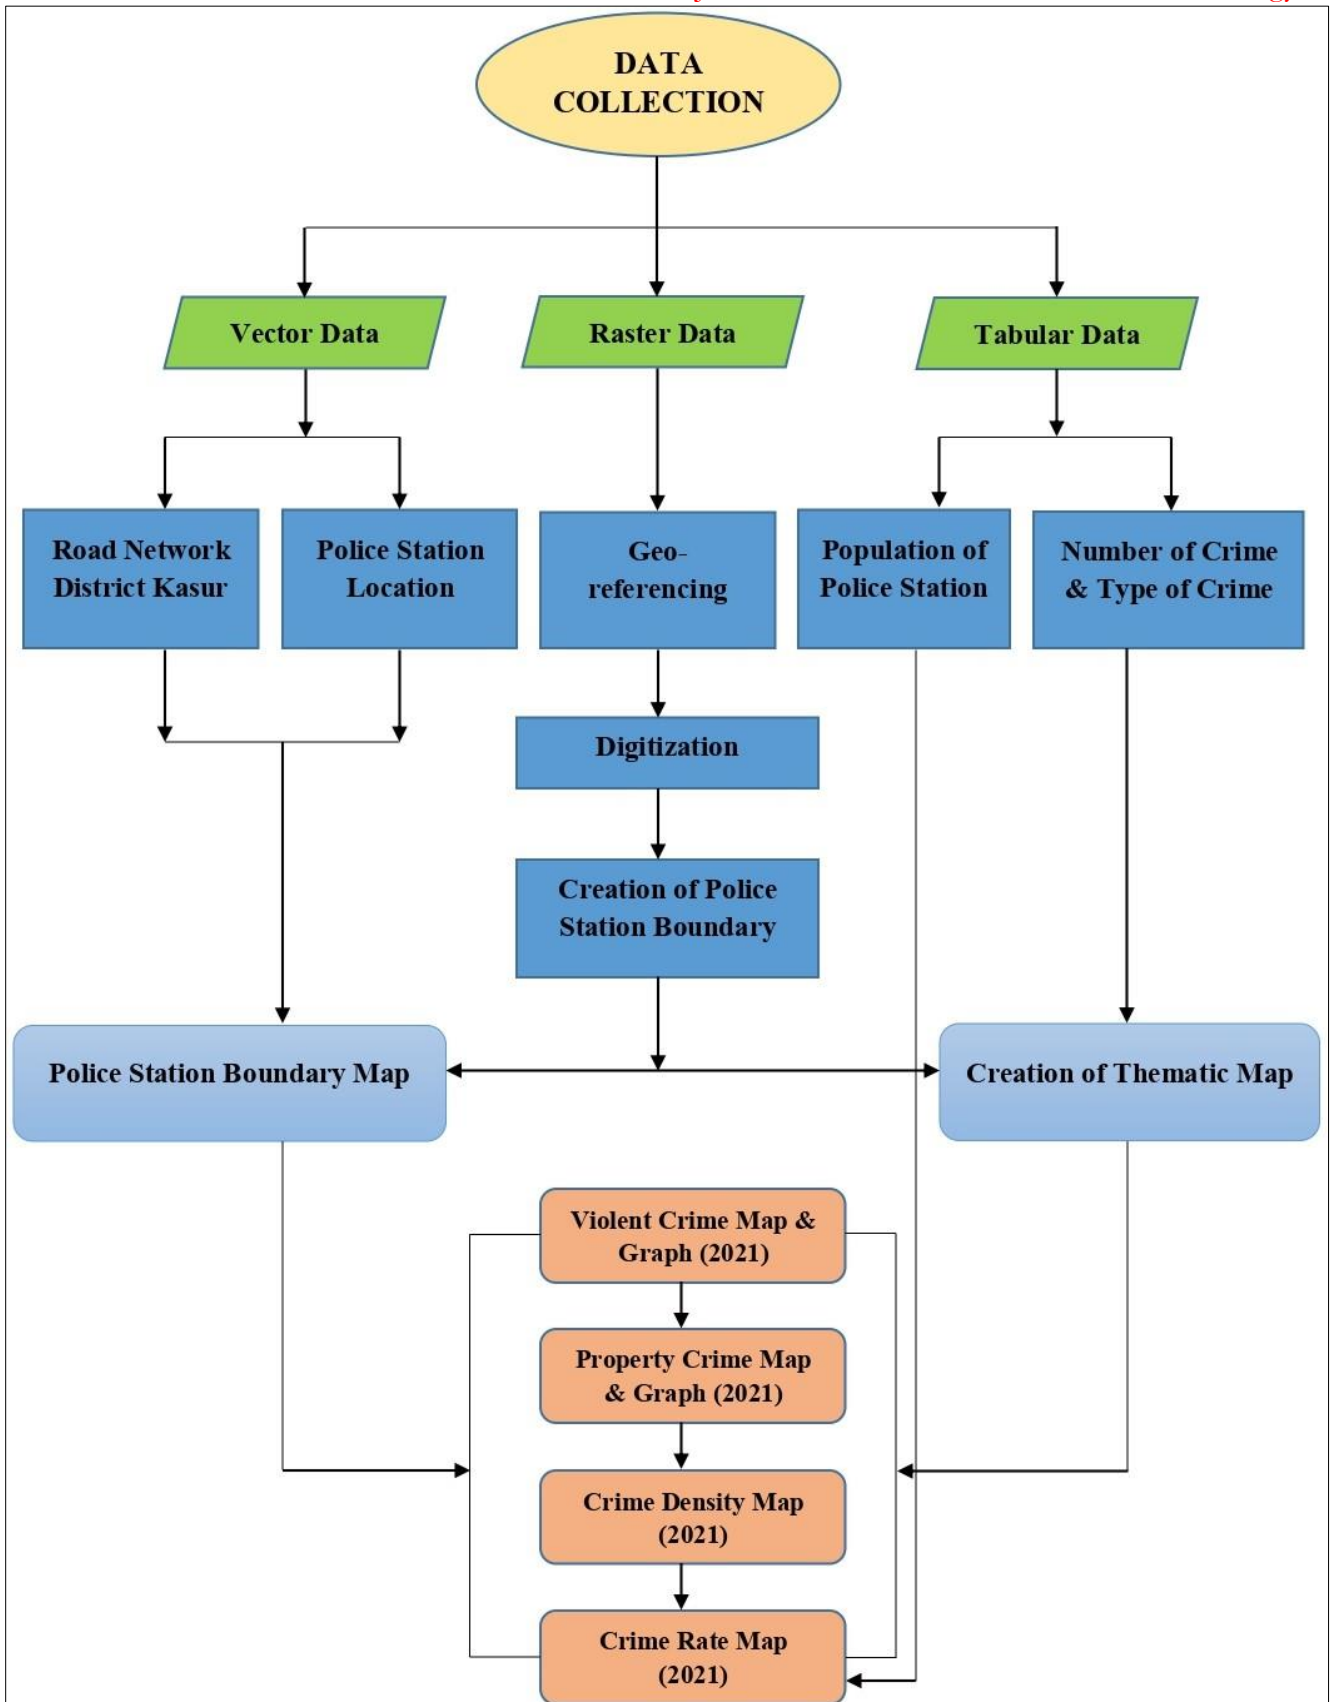 DATA
COLLECTION
Vector Data
Raster Data
Tabular Data
Road Network
District Kasur
Police Station
Location
Geo-
referencing
Population of
Police Station
Number of Crime
& Type of Crime
Digitization
Creation of Police
Station Boundary
Police Station Boundary Map
Creation of Thematic Map
Violent Crime Map &
Graph (2021)
Property Crime Map
& Graph (2021)
Crime Density Map
(2021)
Crime Rate Map
(2021)